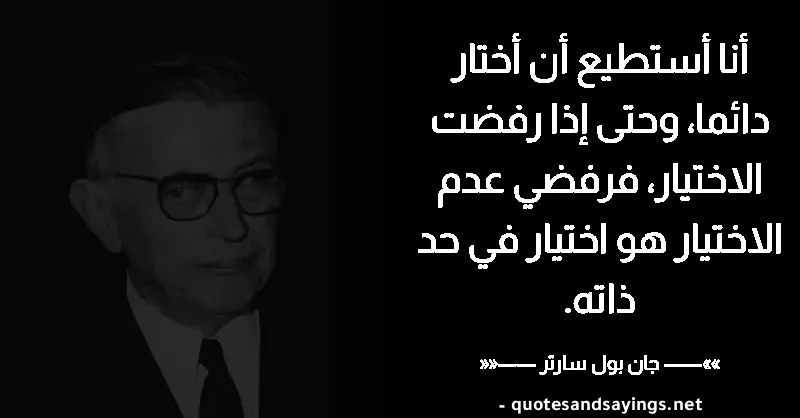 أنا أستطيع أن أختار
دائما، وحتى إذا رفضت
الاختيار، فرفضي عدم
الاختيار هو اختيار في حد
ذاته.
»»—— جان بول سارتر ——««
- quotesandsayings.net